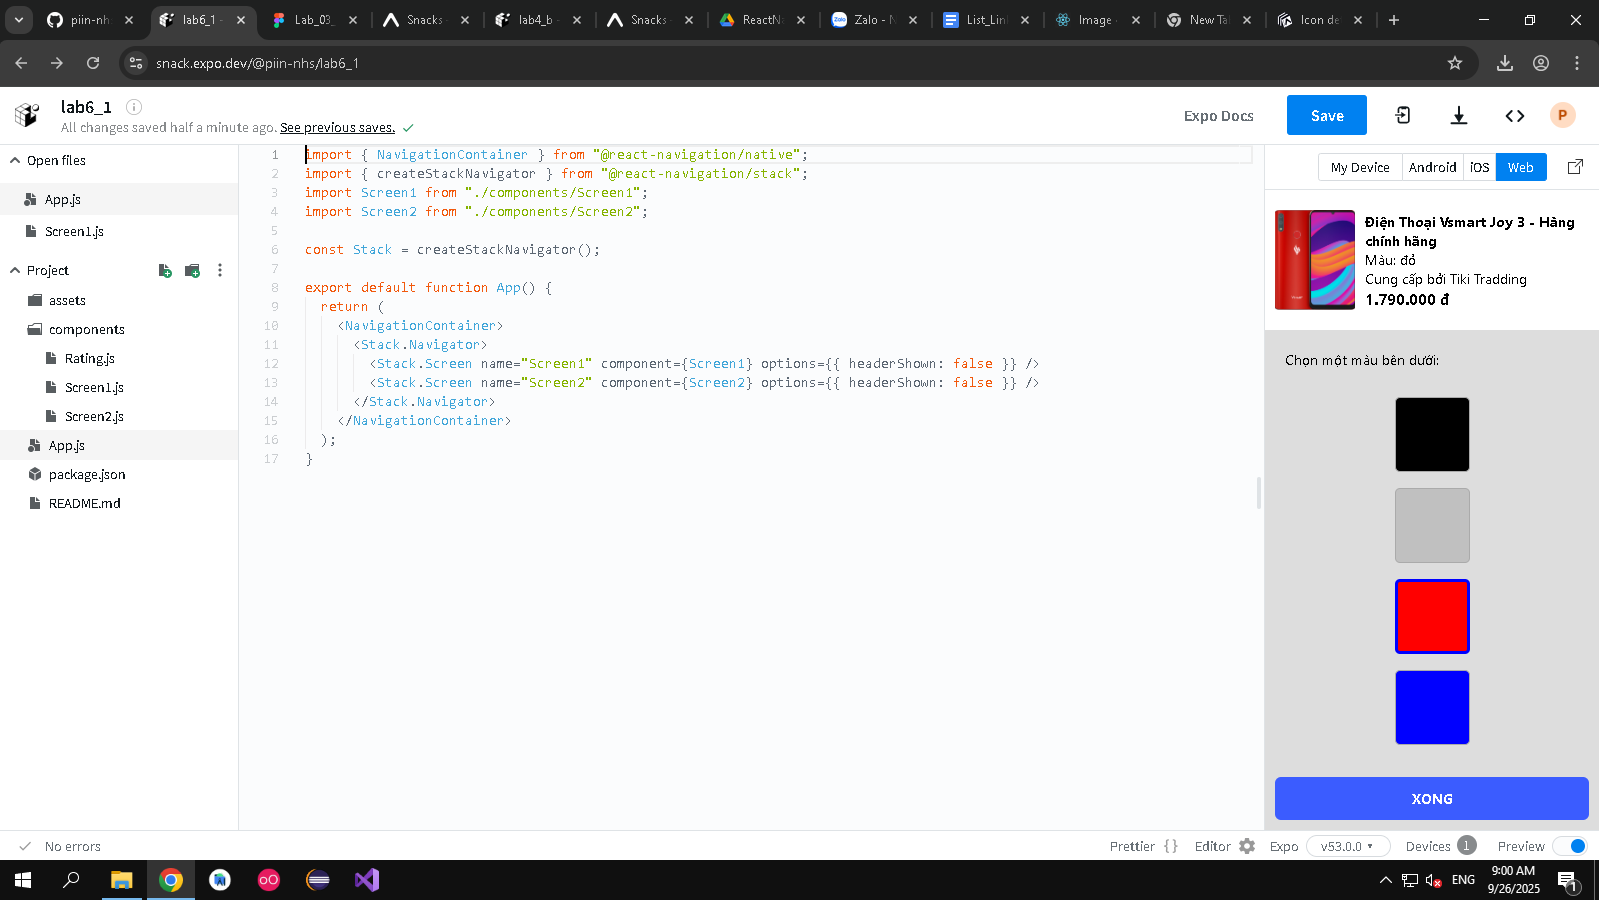 piin-nh
lab6_1 -
Lab_03_
Snacks
lab4_b -
Snacks
ReactNa
Zalo - N
List_Linl
Image
New Tal
Icon de
snack.expo.dev/@piin-nhs/lab6_1
lab6_1
All changes saved half a minute ago. See previous saves.
Expo Docs
Save
P
Open files
App.js
Screen1.js
Project
assets
components
Rating.js
Screen1.js
Screen2.js
App.js
package.json
README.md
1 import { NavigationContainer } from "@react-navigation/native";
2 import { createStackNavigator } from "@react-navigation/stack";
3 import Screen1 from "./components/Screen1";
4 import Screen2 from "./components/Screen2";
5
6 const Stack = createStackNavigator();
7
8 export default function App() {
9 return (
10 <NavigationContainer>
11 <Stack.Navigator>
12 <Stack.Screen name="Screen1" component={Screen1} options={{ headerShown: false }} />
13 <Stack.Screen name="Screen2" component={Screen2} options={{ headerShown: false }} />
14 </Stack.Navigator>
15 </NavigationContainer>
16 );
17 }
My Device
Android
iOS
Web
Điện Thoại Vsmart Joy 3 - Hàng
chính hãng
Màu: đỏ
Cung cấp bởi Tiki Tradding
1.790.000 đ
Chọn một màu bên dưới:
XONG
No errors
Prettier {}
Editor
Expo
v53.0.0
Devices 1
Preview
ENG
9:00 AM
9/26/2025
1